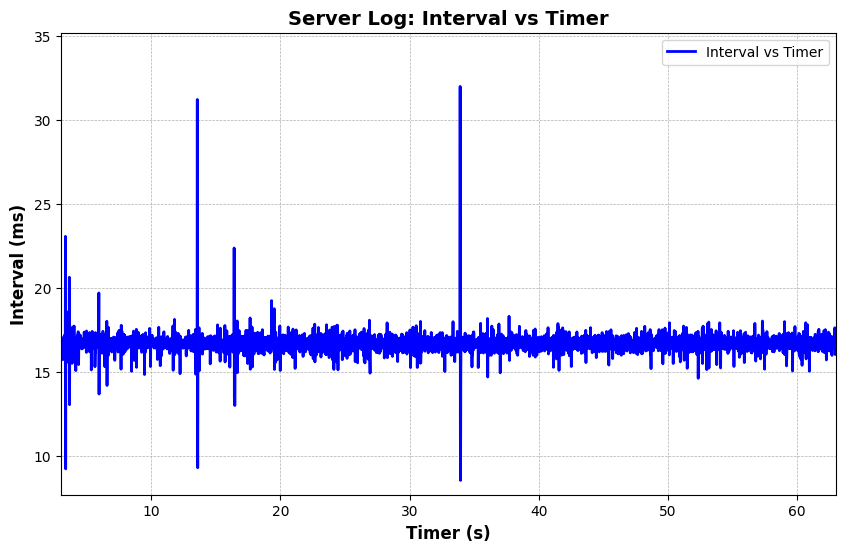 Server Log: Interval vs Timer
Interval vs Timer
35
30
25
20
15
10
Interval (ms)
10 20 30 40 50 60
Timer (s)